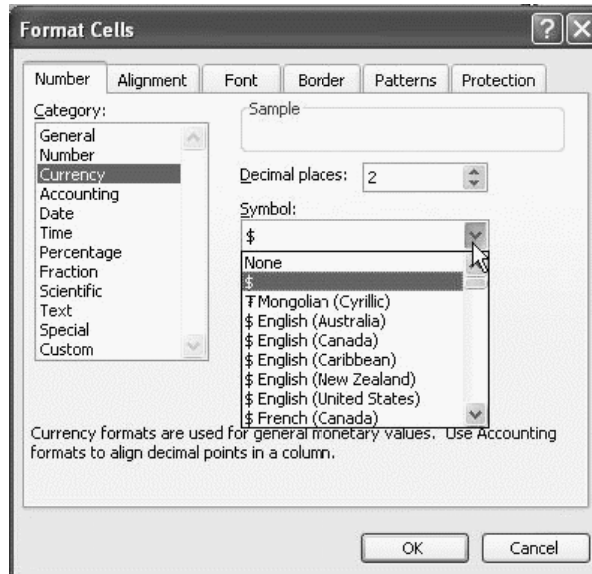 Format Cells
Number Alignment Font Border Patterns Protection
Category:
General
Number
Currency
Accounting
Date
Time
Percentage
Fraction
Scientific
Text
Special
Custom
Sample
Decimal places: 2
Symbol:
$
None
$
₮ Mongolian (Cyrillic)
$ English (Australia)
$ English (Canada)
$ English (Caribbean)
$ English (New Zealand)
$ English (United States)
$ French (Canada)
Currency formats are used for general monetary values. Use Accounting
formats to align decimal points in a column.
OK Cancel